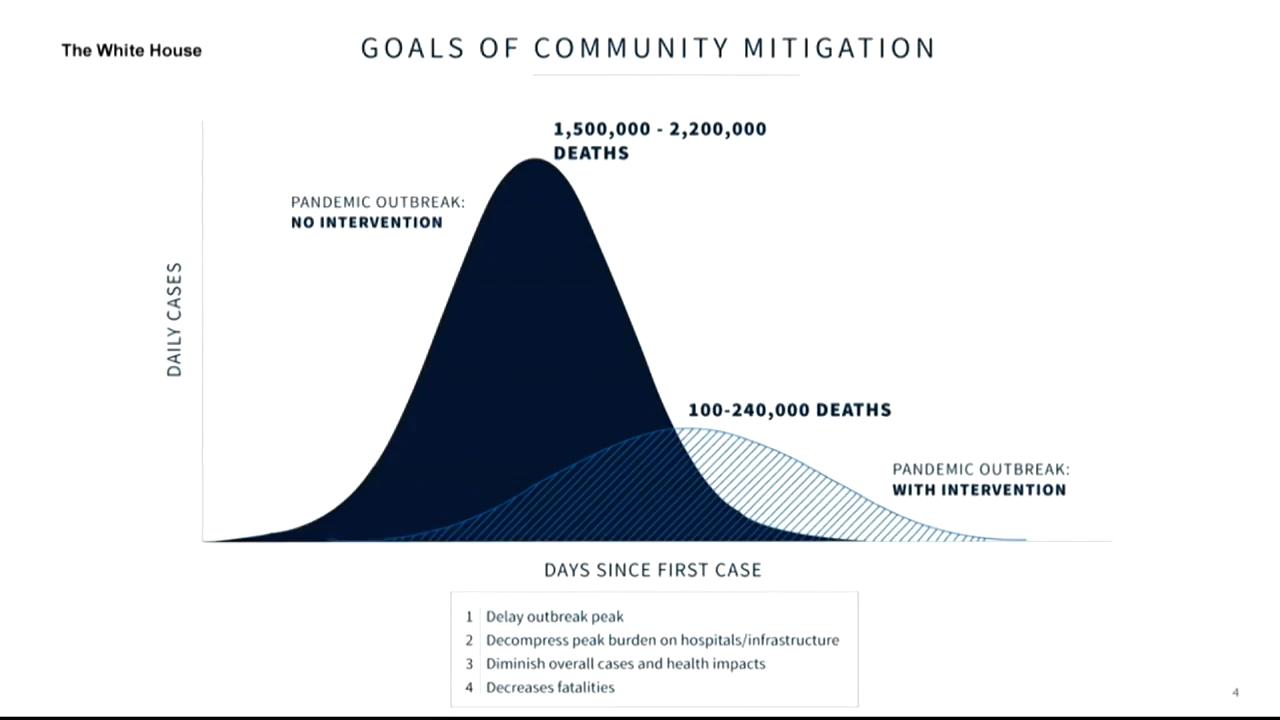 The White House
GOALS OF COMMUNITY MITIGATION
1,500,000 - 2,200,000
DEATHS
PANDEMIC OUTBREAK:
NO INTERVENTION
DAILY CASES
100-240,000 DEATHS
PANDEMIC OUTBREAK:
WITH INTERVENTION
DAYS SINCE FIRST CASE
1 Delay outbreak peak
2 Decompress peak burden on hospitals/infrastructure
3 Diminish overall cases and health impacts
4 Decreases fatalities
4